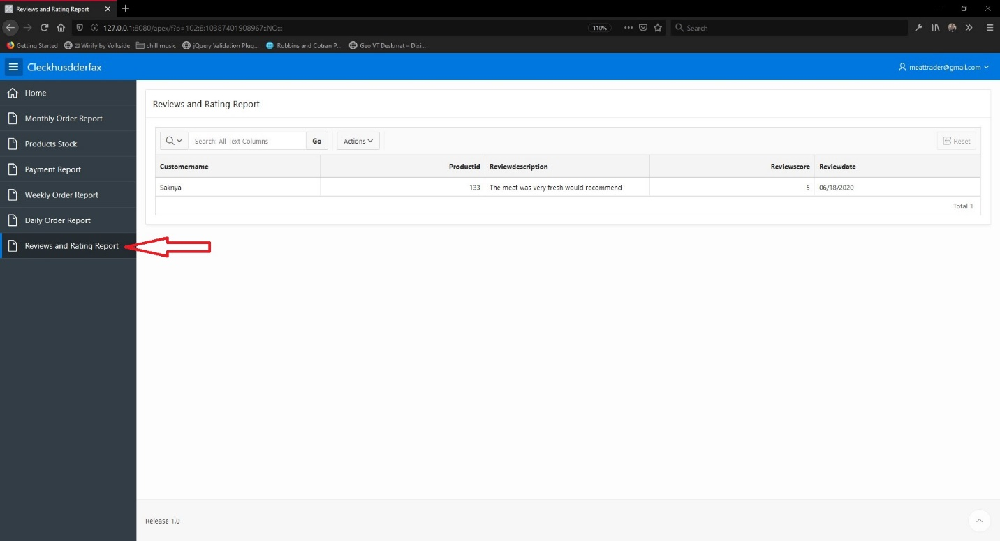 Reviews and Rating Report
127.0.0.1:8080/apex/f?p=102:8:10387401908967::NO:::
110%
Search
Getting Started
Wirify by Volkside
chill music
jQuery Validation Plug...
Robbins and Cotran P...
Geo VT Deskmat – Dixi...
Cleckhusdderfax
meattrader@gmail.com
Home
Monthly Order Report
Products Stock
Payment Report
Weekly Order Report
Daily Order Report
Reviews and Rating Report
Reviews and Rating Report
Search: All Text Columns Go Actions Reset
Customername Productid Reviewdescription Reviewscore Reviewdate
Sakriya 133 The meat was very fresh would recommend 5 06/18/2020
Total 1
Release 1.0